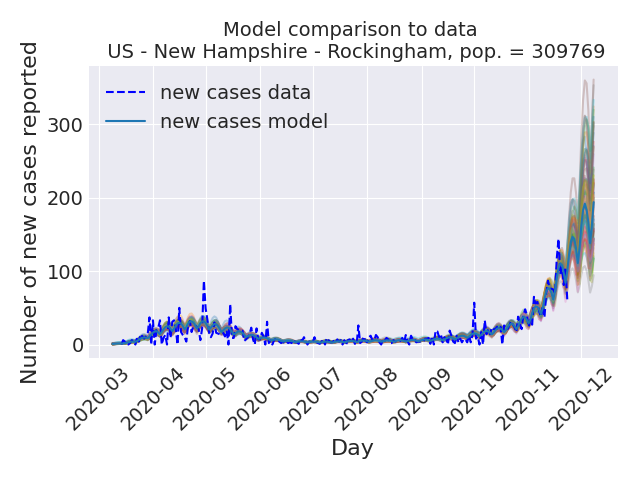 Model comparison to data
US - New Hampshire - Rockingham, pop. = 309769
Number of new cases reported
new cases data
new cases model
300
200
100
0
2020-03
2020-04
2020-05
2020-06
2020-07
2020-08
2020-09
2020-10
2020-11
2020-12
Day